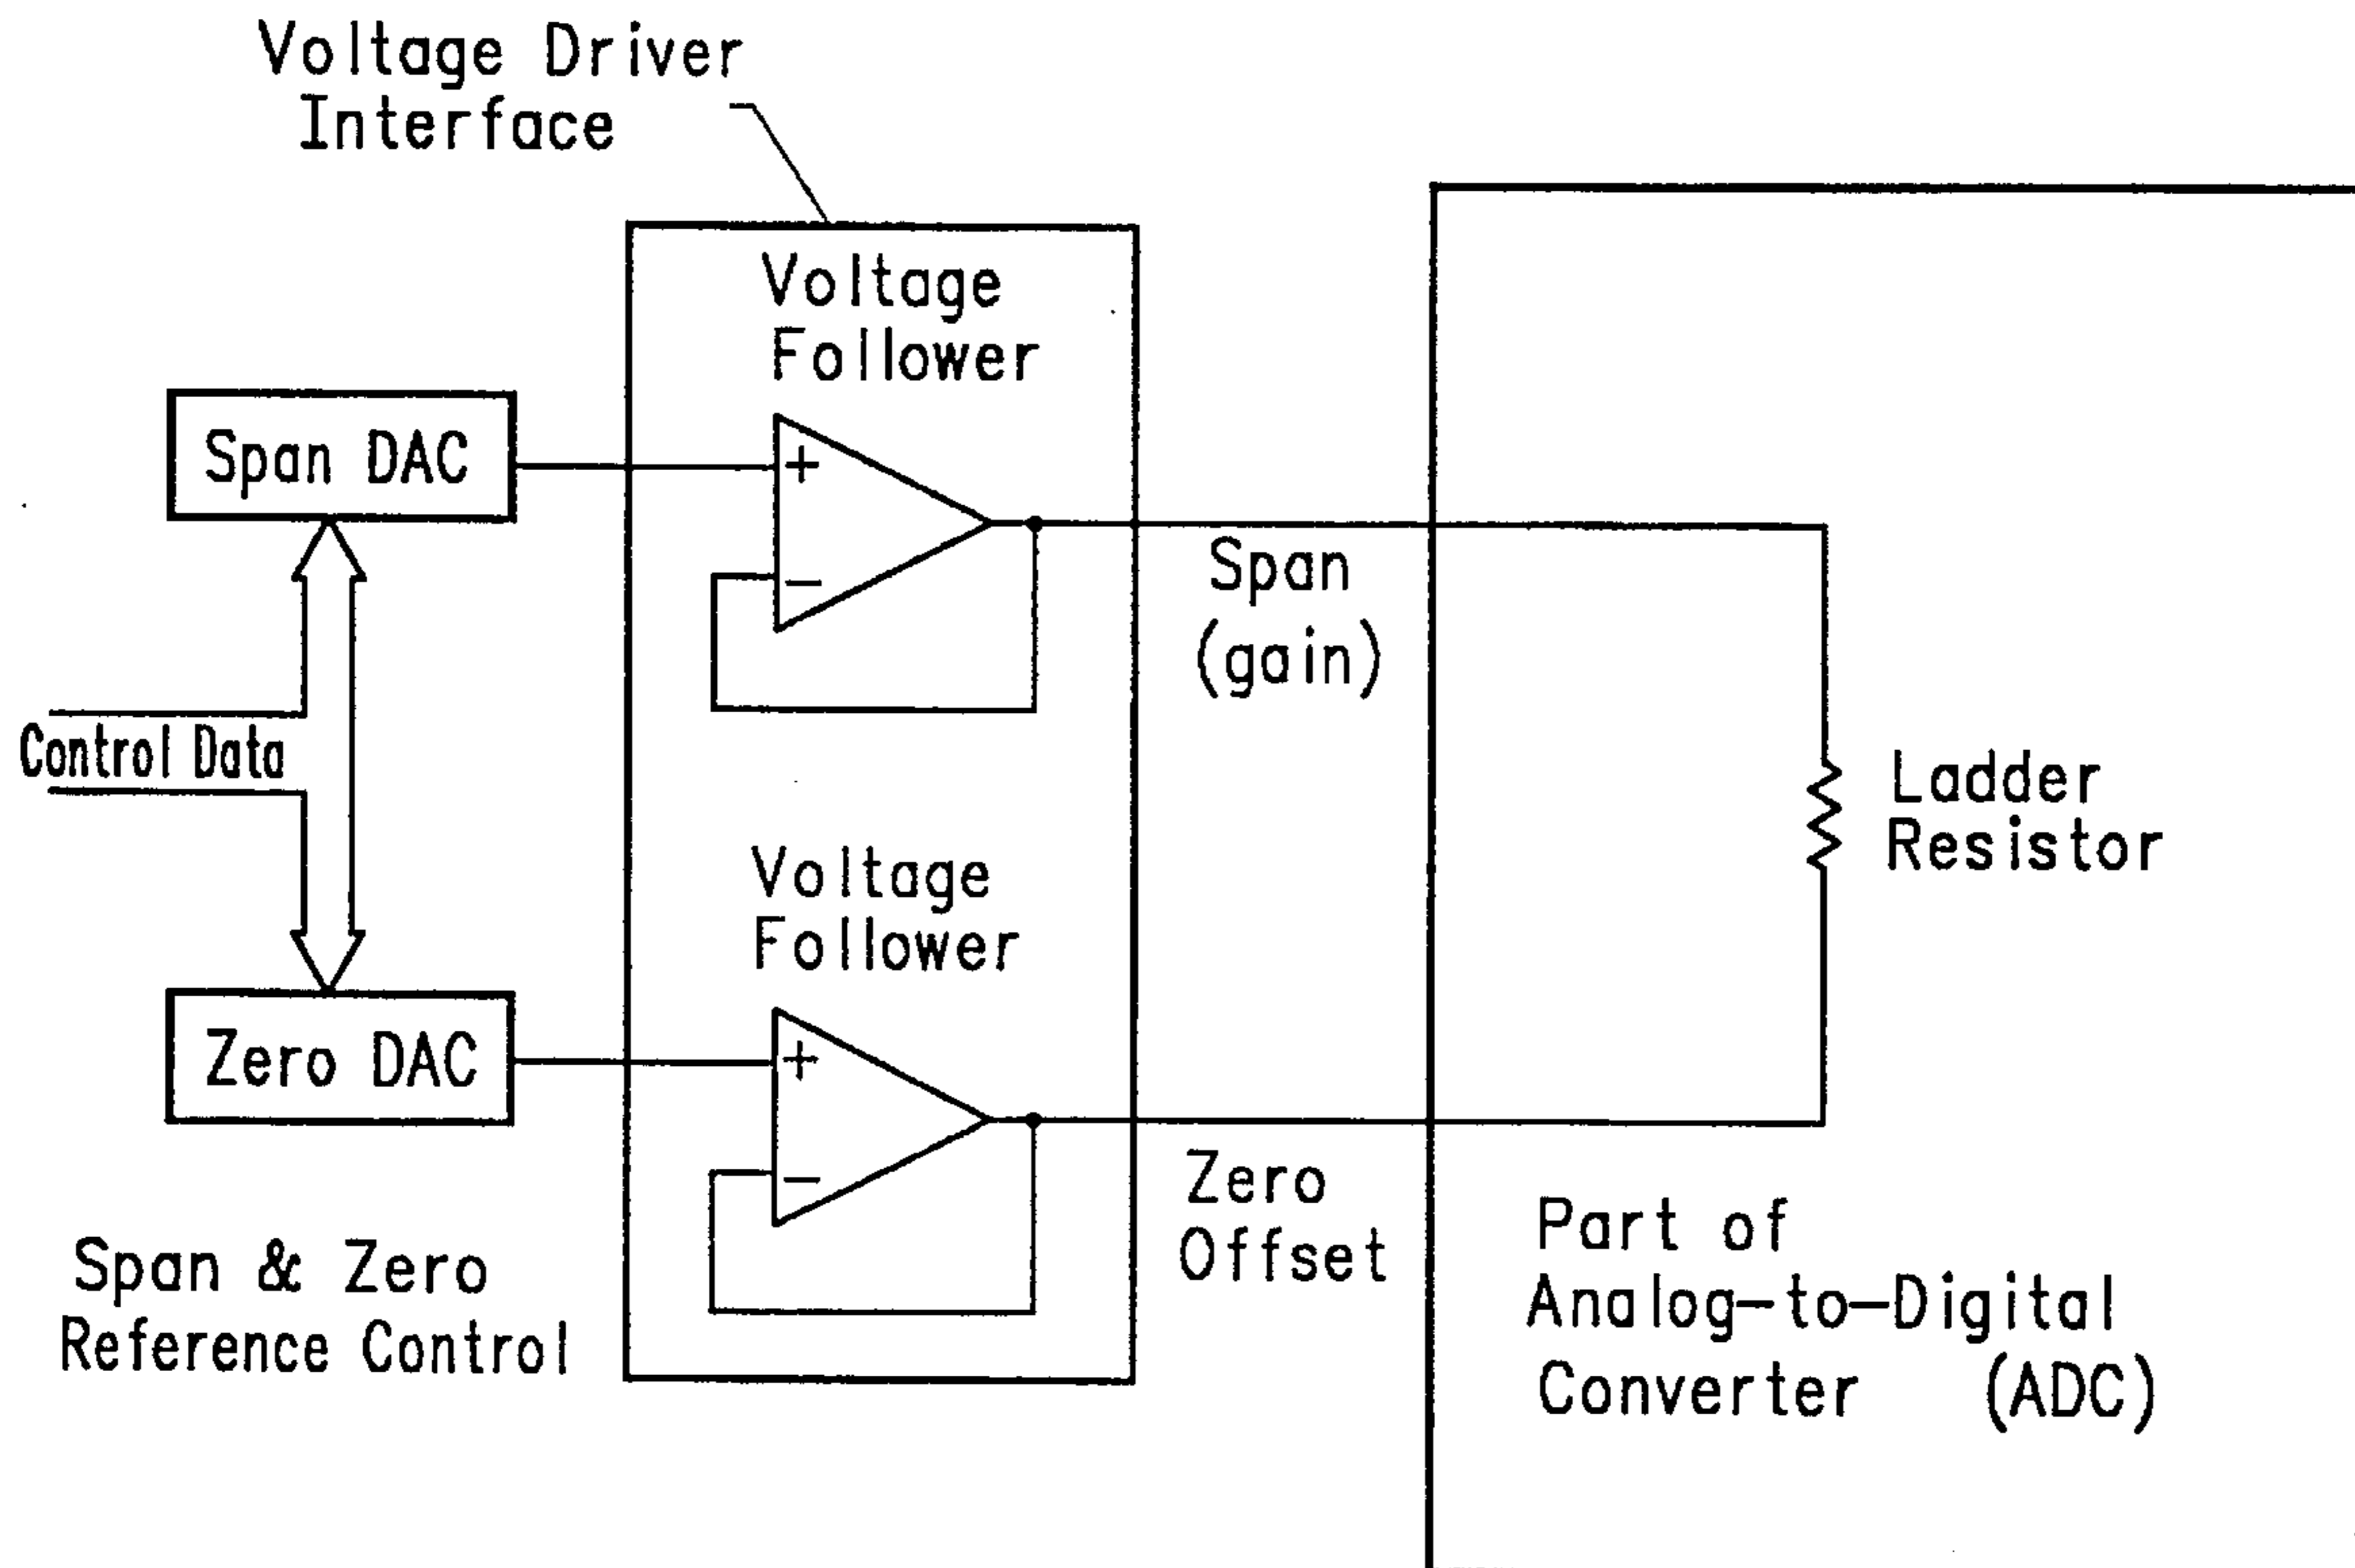 Voltage Driver
Interface
Voltage
Follower
Span DAC
+
−
Span
(gain)
Control Data
Ladder
Resistor
Voltage
Follower
Zero DAC
+
−
Zero
Offset
Span & Zero
Reference Control
Part of
Analog-to-Digital
Converter (ADC)